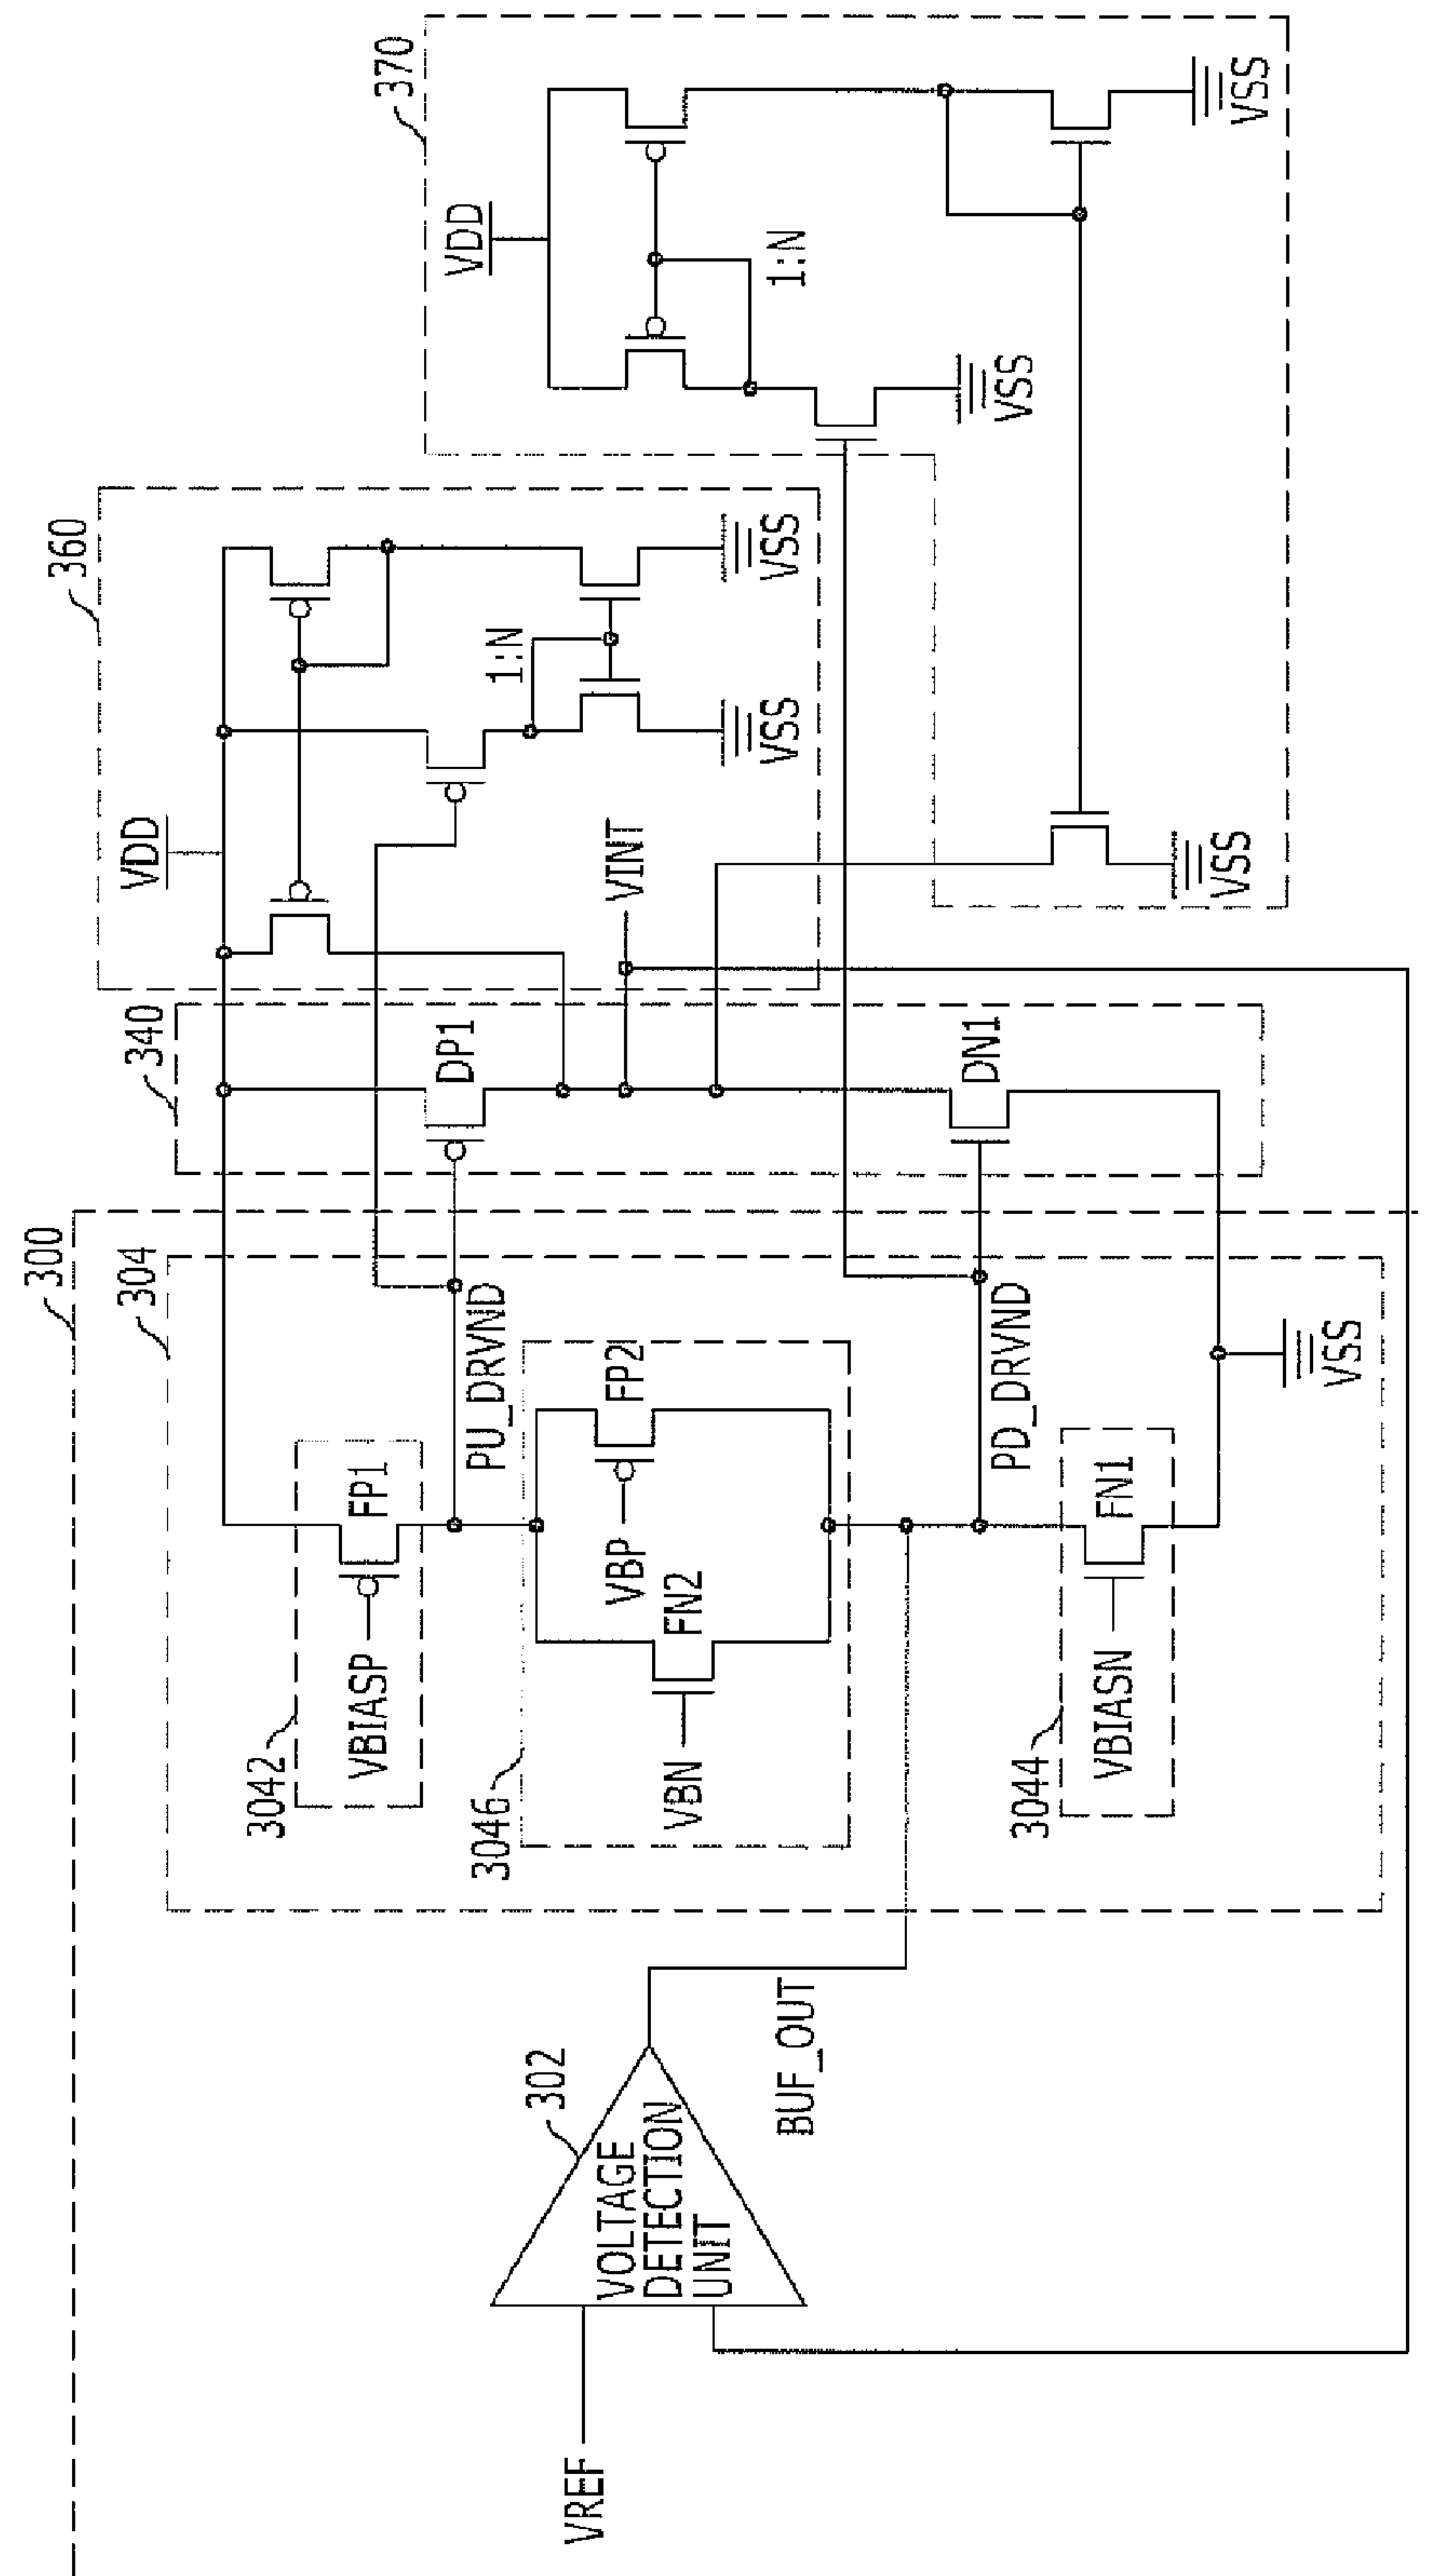 300
304
340
360
370
VDD
VDD
3042
VBIASP
FP1
PU_DRVND
DP1
1:N
VSS
VSS
1:N
VSS
VSS
VSS
3046
VBN
FN2
VBP
FP2
VINT
302
VOLTAGE
DETECTION
UNIT
VREF
BUF_OUT
PD_DRVND
DN1
3044
VBIASN
FN1
VSS